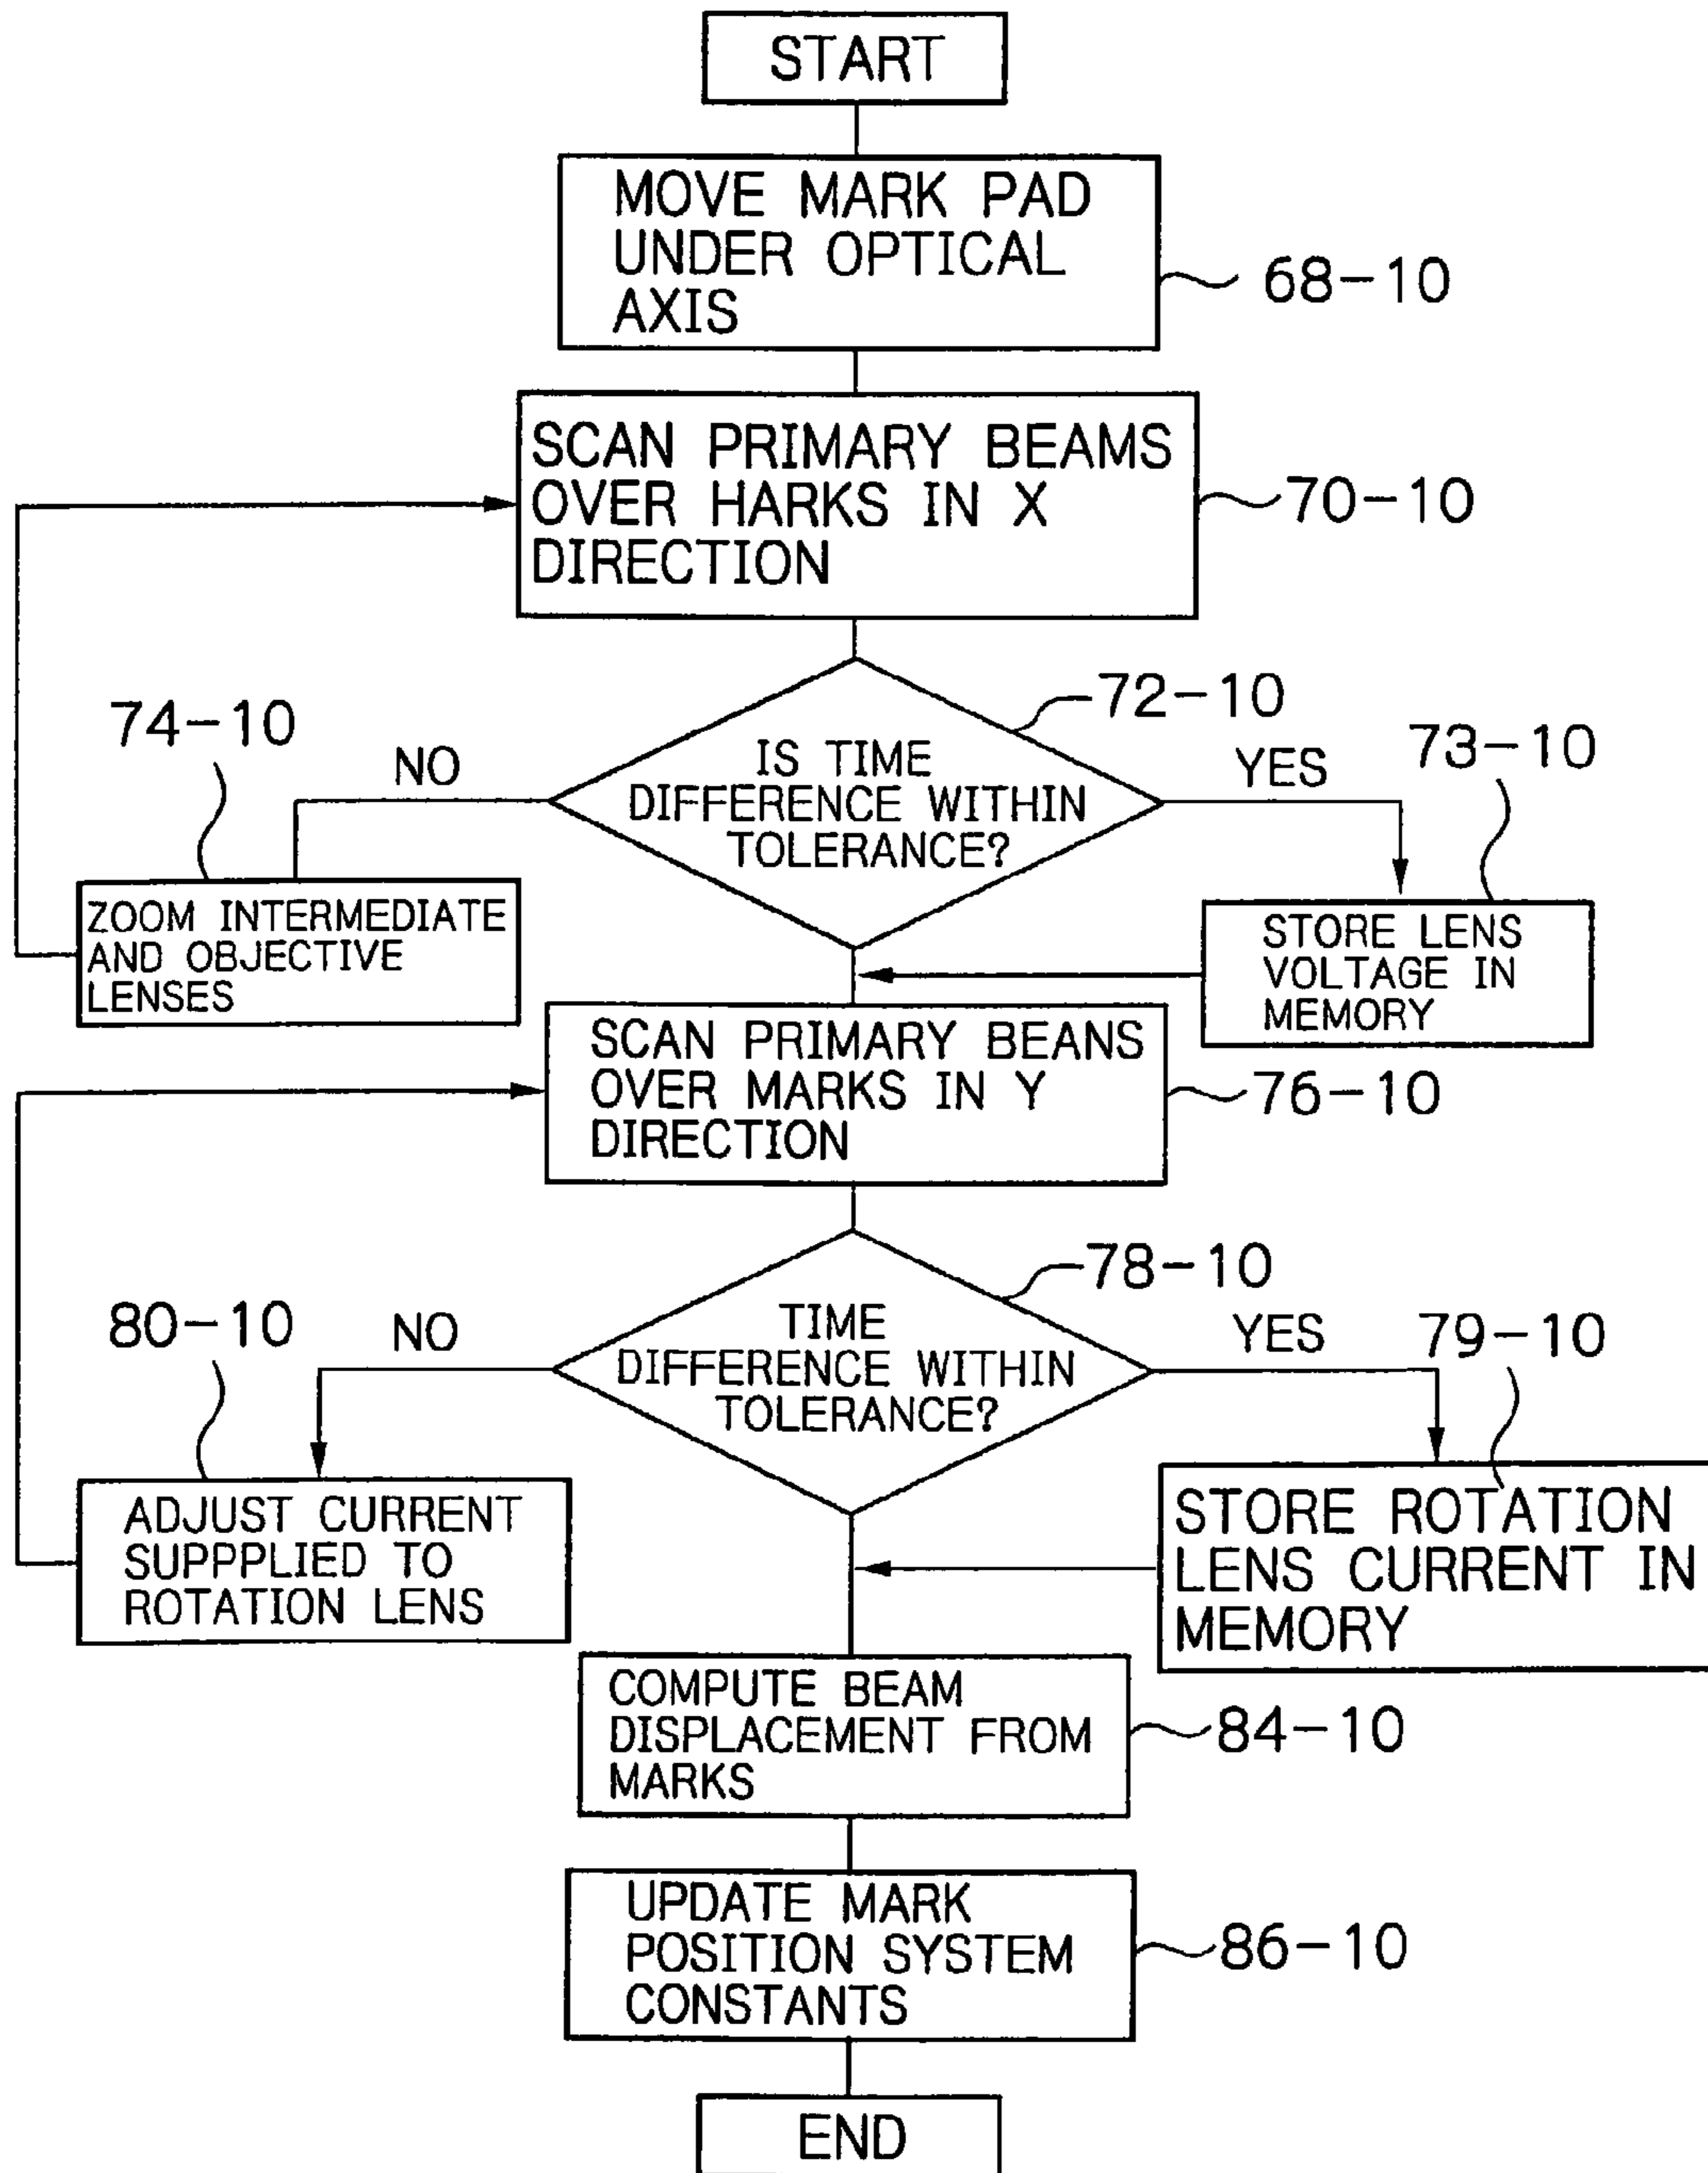 START
MOVE MARK PAD
UNDER OPTICAL
AXIS
68-10
SCAN PRIMARY BEAMS
OVER HARKS IN X
DIRECTION
70-10
72-10
74-10
NO
IS TIME
DIFFERENCE WITHIN
TOLERANCE?
YES
73-10
ZOOM INTERMEDIATE
AND OBJECTIVE
LENSES
STORE LENS
VOLTAGE IN
MEMORY
SCAN PRIMARY BEANS
OVER MARKS IN Y
DIRECTION
76-10
78-10
80-10
NO
TIME
DIFFERENCE WITHIN
TOLERANCE?
YES
79-10
ADJUST CURRENT
SUPPPLIED TO
ROTATION LENS
STORE ROTATION
LENS CURRENT IN
MEMORY
COMPUTE BEAM
DISPLACEMENT FROM
MARKS
84-10
UPDATE MARK
POSITION SYSTEM
CONSTANTS
86-10
END